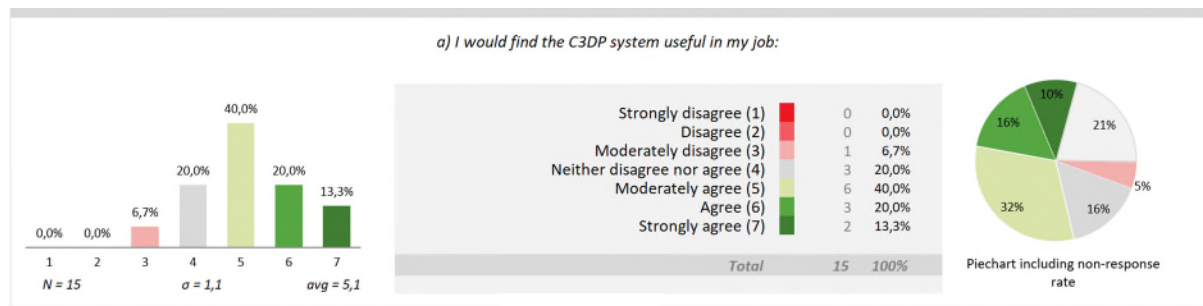 a) I would find the C3DP system useful in my job:
40,0%
20,0%
20,0%
13,3%
6,7%
0,0%
0,0%
1 2 3 4 5 6 7
N = 15 σ = 1,1 avg = 5,1
Strongly disagree (1) 0 0,0%
Disagree (2) 0 0,0%
Moderately disagree (3) 1 6,7%
Neither disagree nor agree (4) 3 20,0%
Moderately agree (5) 6 40,0%
Agree (6) 3 20,0%
Strongly agree (7) 2 13,3%
Total 15 100%
10%
21%
16%
5%
32%
16%
Piechart including non-response
rate